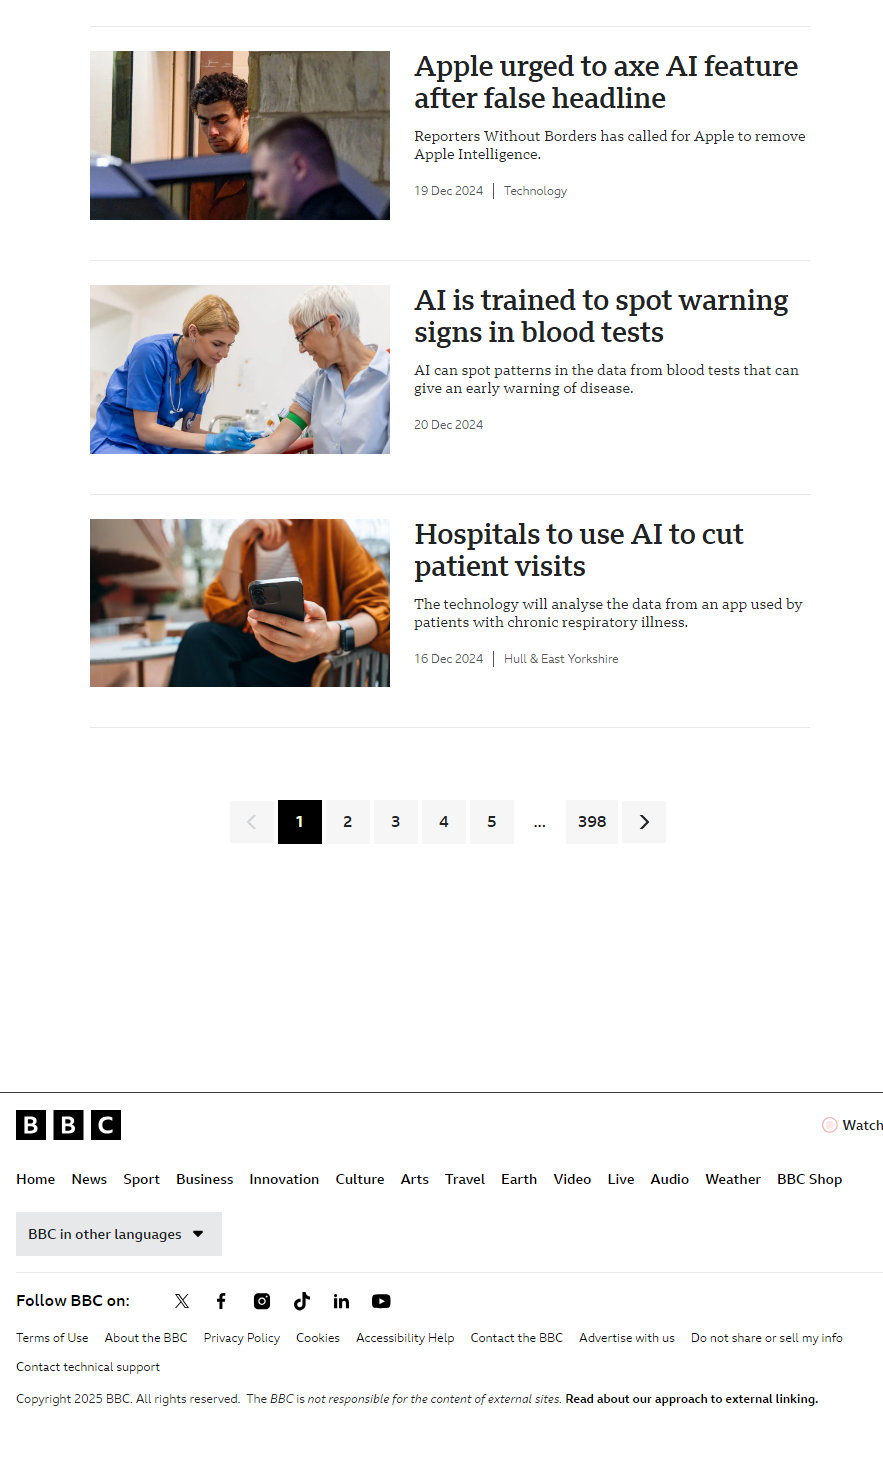 Apple urged to axe AI feature
after false headline
Reporters Without Borders has called for Apple to remove
Apple Intelligence.
19 Dec 2024 | Technology
AI is trained to spot warning
signs in blood tests
AI can spot patterns in the data from blood tests that can
give an early warning of disease.
20 Dec 2024
Hospitals to use AI to cut
patient visits
The technology will analyse the data from an app used by
patients with chronic respiratory illness.
16 Dec 2024 | Hull & East Yorkshire
1 2 3 4 5 ... 398
BBC
Watch
Home News Sport Business Innovation Culture Arts Travel Earth Video Live Audio Weather BBC Shop
BBC in other languages
Follow BBC on:
Terms of Use About the BBC Privacy Policy Cookies Accessibility Help Contact the BBC Advertise with us Do not share or sell my info
Contact technical support
Copyright 2025 BBC. All rights reserved. The BBC is not responsible for the content of external sites. Read about our approach to external linking.